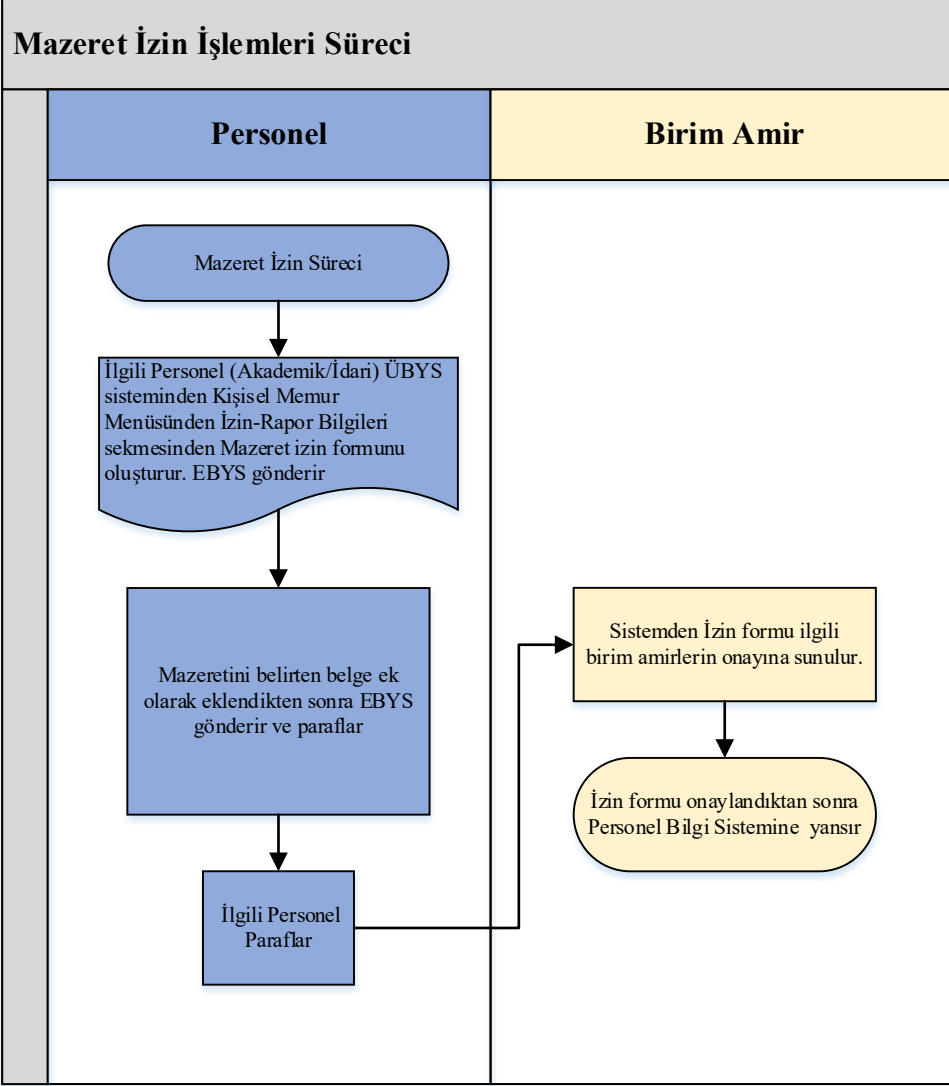 Mazeret İzin İşlemleri Süreci
Personel
Birim Amir
Mazeret İzin Süreci
İlgili Personel (Akademik/İdari) ÜBYS
sisteminden Kişisel Memur
Menüsünden İzin-Rapor Bilgileri
sekmesinden Mazeret izin formunu
oluşturur. EBYS gönderir
Mazeretini belirten belge ek
olarak eklendikten sonra EBYS
gönderir ve paraflar
İlgili Personel
Paraflar
Sistemden İzin formu ilgili
birim amirlerin onayına sunulur.
İzin formu onaylandıktan sonra
Personel Bilgi Sistemine yansır